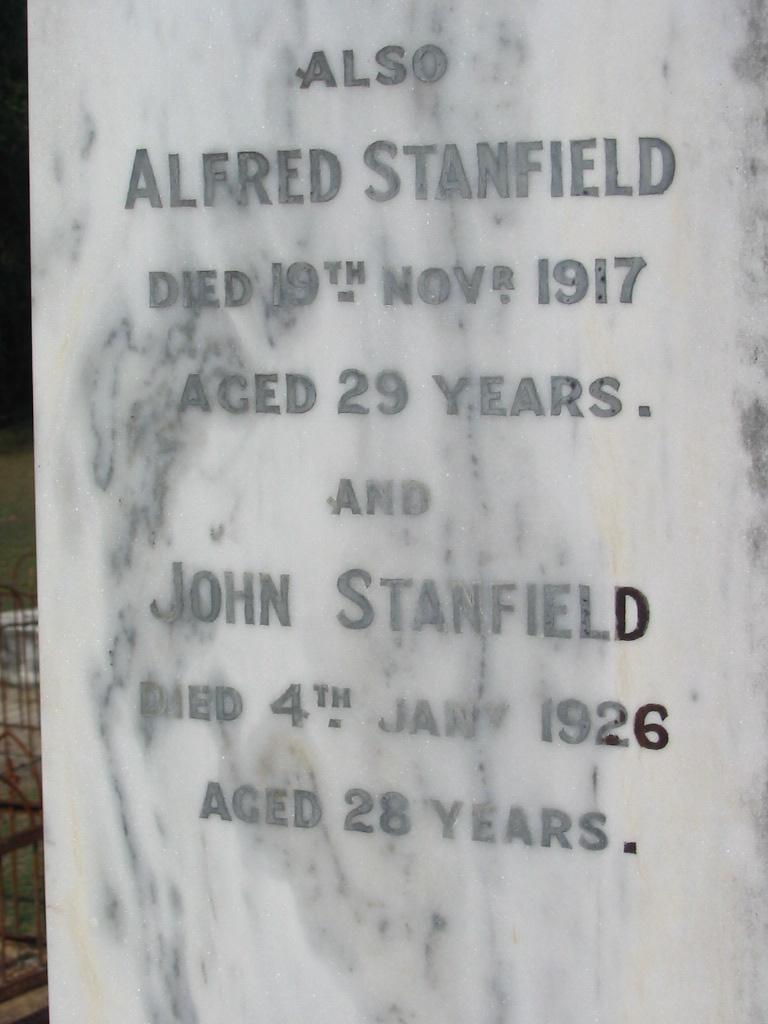 ALSO
ALFRED STANFIELD
DIED 19TH NOVR 1917
AGED 29 YEARS.
AND
JOHN STANFIELD
DIED 4TH JANY 1926
AGED 28 YEARS.